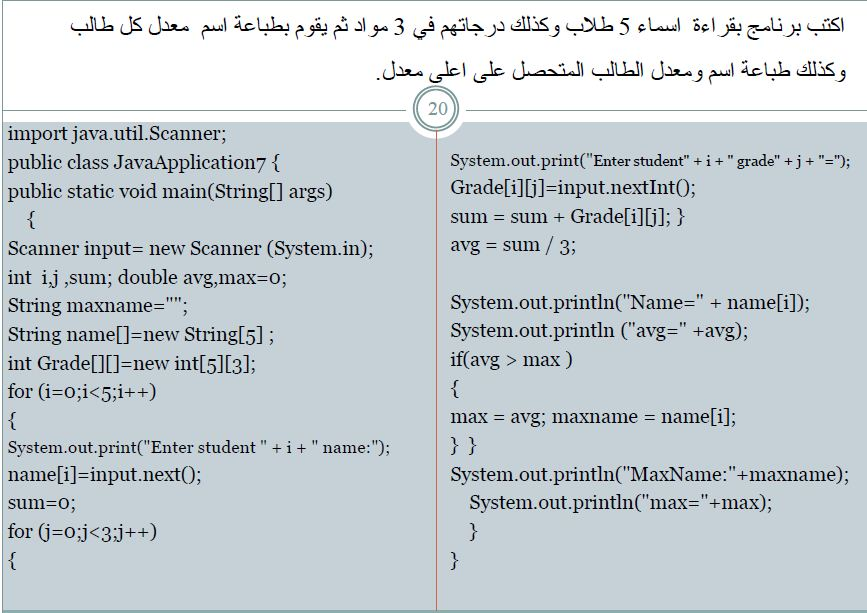 اكتب برنامج بقراءة اسماء 5 طلاب وكذلك درجاتهم في 3 مواد ثم يقوم بطباعة اسم معدل كل طالب
وكذلك طباعة اسم ومعدل الطالب المتحصل على اعلى معدل.
20
import java.util.Scanner;
public class JavaApplication7 {
public static void main(String[] args)
{
Scanner input= new Scanner (System.in);
int i,j ,sum; double avg,max=0;
String maxname="";
String name[]=new String[5] ;
int Grade[][]=new int[5][3];
for (i=0;i<5;i++)
{
System.out.print("Enter student " + i + " name:");
name[i]=input.next();
sum=0;
for (j=0;j<3;j++)
{
System.out.print("Enter student" + i + " grade" + j + "=");
Grade[i][j]=input.nextInt();
sum = sum + Grade[i][j]; }
avg = sum / 3;
System.out.println("Name=" + name[i]);
System.out.println ("avg=" +avg);
if(avg > max )
{
max = avg; maxname = name[i];
} }
System.out.println("MaxName:"+maxname);
System.out.println("max="+max);
}
}